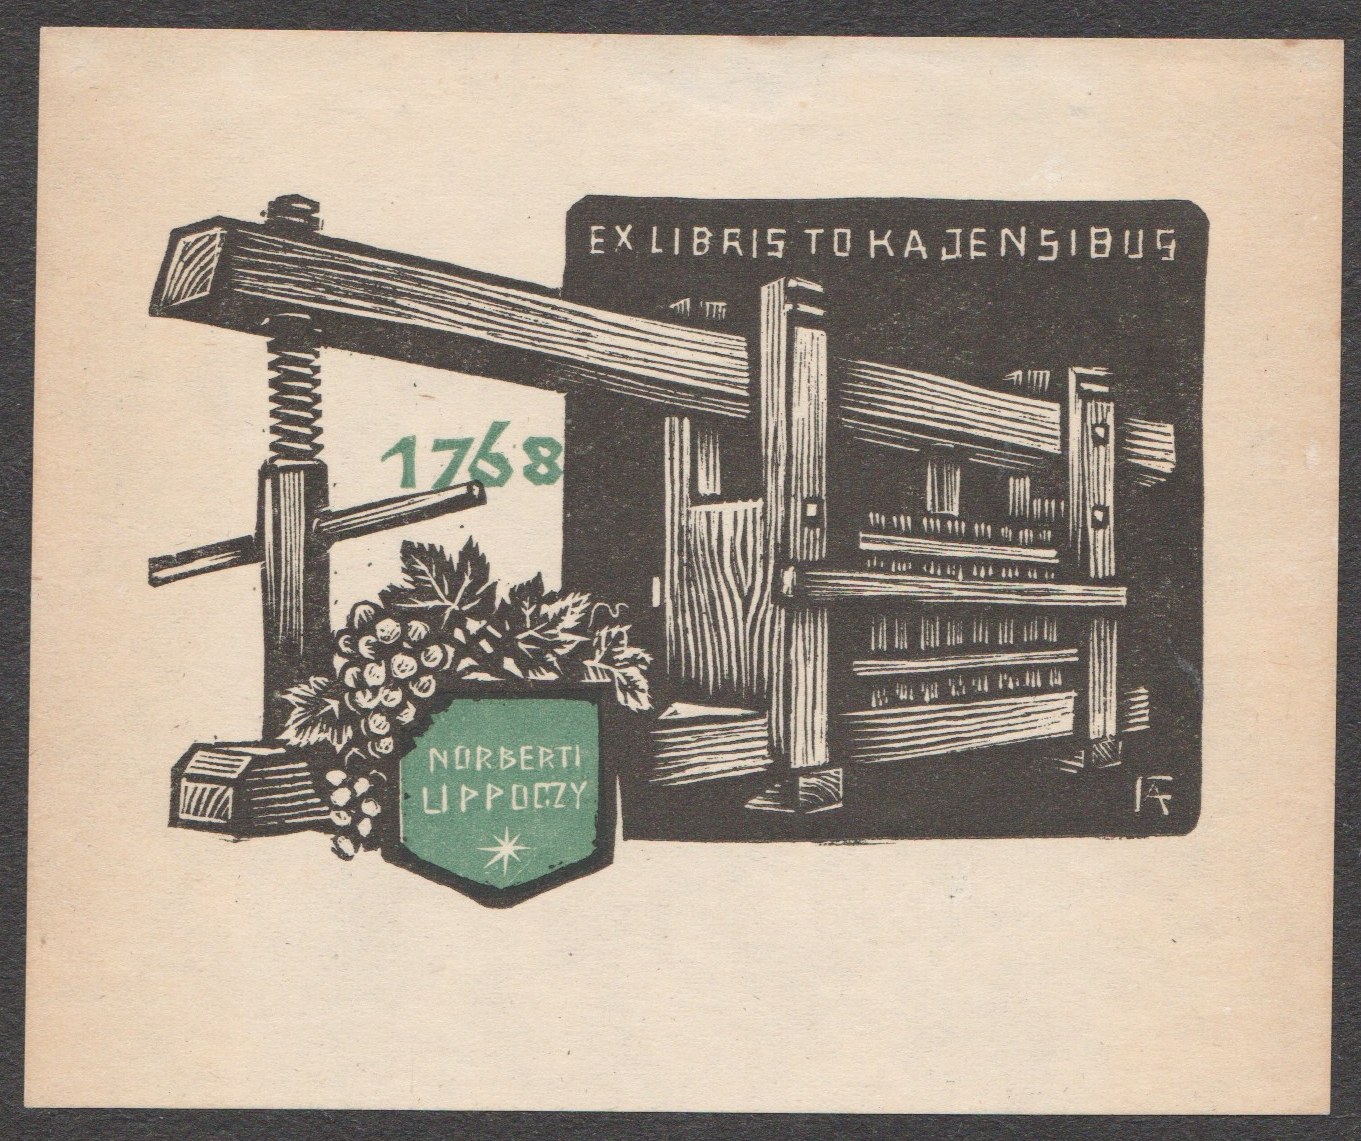 EX LIBRIS TOKAJENSIBUS
1768
NORBERTI
LIPPOCZY